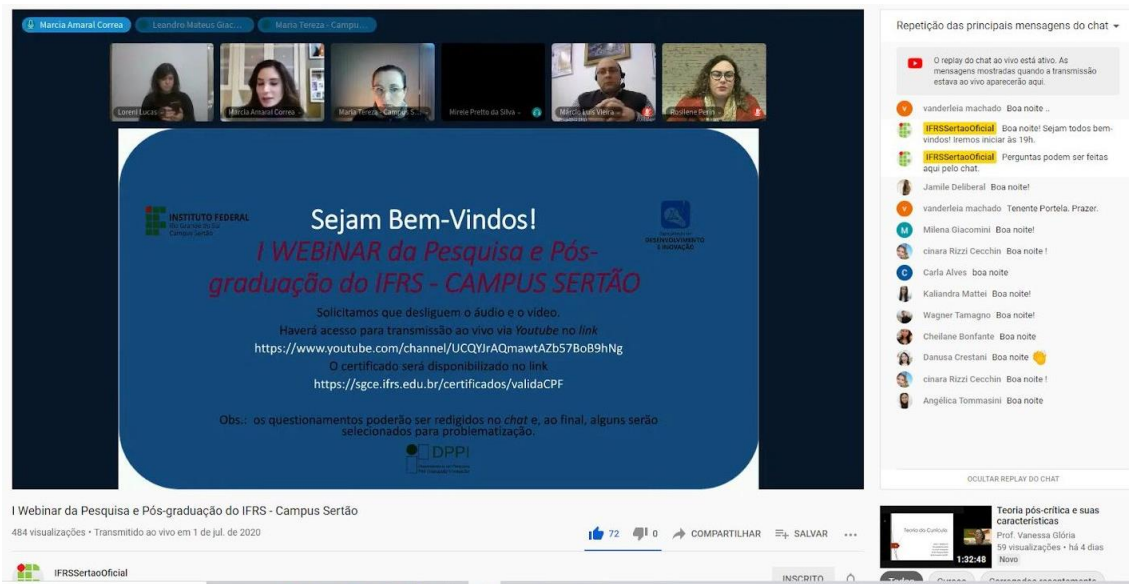 Marcia Amaral Correa
Leandro Mateus Giac...
Maria Tereza - Campu...
Loreni Lucas
Marcia Amaral Correa
Maria Tereza - Campus S...
Mirele Pretto da Silva
Márcio Luis Vieira
Rosilene Perin
INSTITUTO FEDERAL
Rio Grande do Sul
Campus Sertão
DESENVOLVIMENTO
E INOVAÇÃO
Sejam Bem-Vindos!
I WEBINAR da Pesquisa e Pós-
graduação do IFRS - CAMPUS SERTÃO
Solicitamos que desliguem o áudio e o vídeo.
Haverá acesso para transmissão ao vivo via Youtube no link
https://www.youtube.com/channel/UCQYJrAQmawtAZb57BoB9hNg
O certificado será disponibilizado no link
https://sgce.ifrs.edu.br/certificados/validaCPF
Obs.: os questionamentos poderão ser redigidos no chat e, ao final, alguns serão
selecionados para problematização.
DPPI
I Webinar da Pesquisa e Pós-graduação do IFRS - Campus Sertão
484 visualizações • Transmitido ao vivo em 1 de jul. de 2020
72
0
COMPARTILHAR
SALVAR
IFRSSertaoOficial
INSCRITO
Repetição das principais mensagens do chat
O replay do chat ao vivo está ativo. As
mensagens mostradas quando a transmissão
estava ao vivo aparecerão aqui.
vanderleia machado Boa noite ..
IFRSSertaoOficial Boa noite! Sejam todos bem-
vindos! Iremos iniciar às 19h.
IFRSSertaoOficial Perguntas podem ser feitas
aqui pelo chat.
Jamile Deliberal Boa noite!
vanderleia machado Tenente Portela. Prazer.
Milena Giacomini Boa noite!
cinara Rizzi Cecchin Boa noite !
Carla Alves boa noite
Kaliandra Mattei Boa noite!
Wagner Tamagno Boa noite!
Cheilane Bonfante Boa noite
Danusa Crestani Boa noite 👏
cinara Rizzi Cecchin Boa noite !
Angélica Tommasini Boa noite
OCULTAR REPLAY DO CHAT
Teoria do Currículo
1:32:48
Teoria pós-crítica e suas
características
Prof. Vanessa Glória
59 visualizações • há 4 dias
Novo